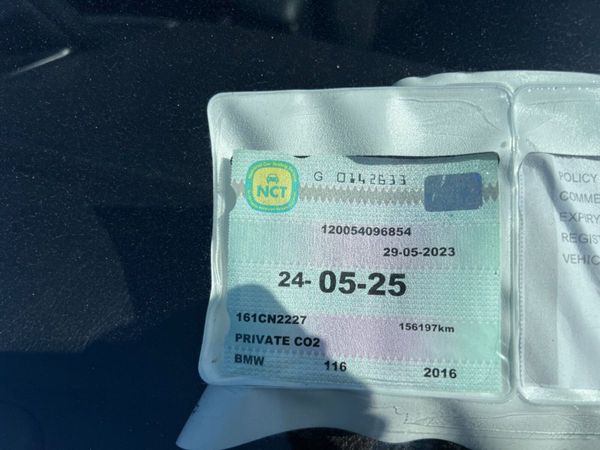 NCT
G 0142633
120054096854
29-05-2023
24-05-25
161CN2227
156197km
PRIVATE CO2
BMW 116 2016
POLICY
COMME
EXPIRY
REGIS
VEHIC